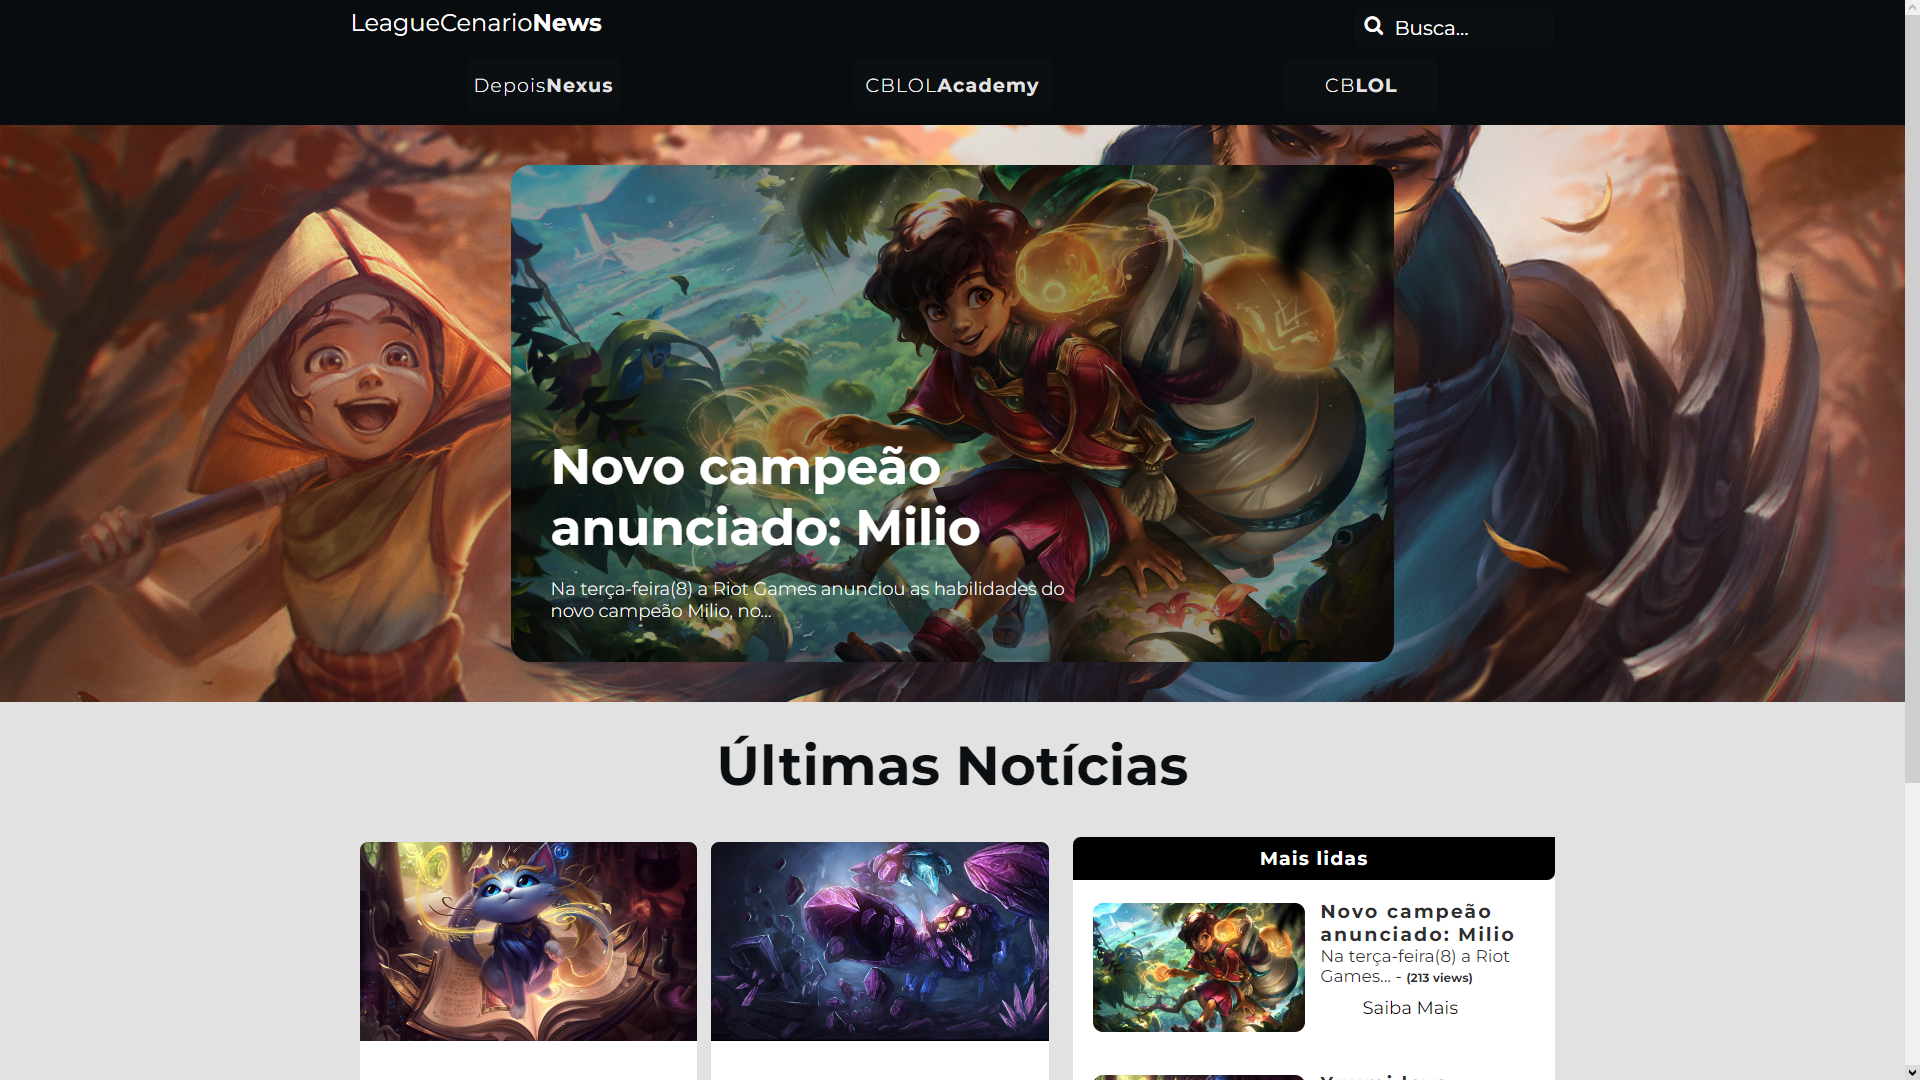 LeagueCenarioNews
Busca...
DepoisNexus
CBLOLAcademy
CBLOL
Novo campeão
anunciado: Milio
Na terça-feira(8) a Riot Games anunciou as habilidades do
novo campeão Milio, no...
Últimas Notícias
Mais lidas
Novo campeão
anunciado: Milio
Na terça-feira(8) a Riot
Games... - (213 views)
Saiba Mais